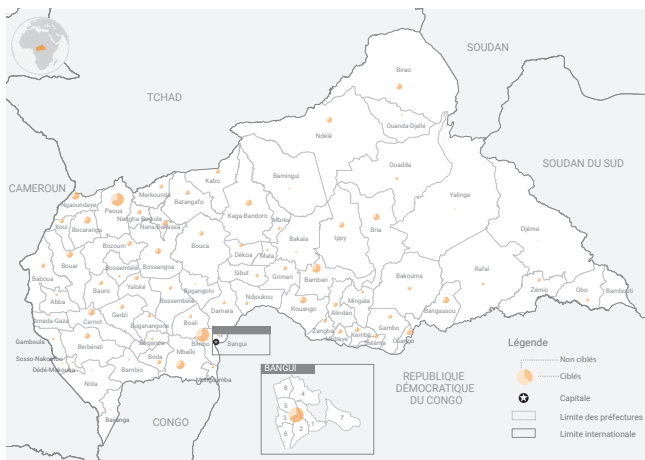 SOUDAN
TCHAD
SOUDAN DU SUD
CAMEROUN
CONGO
REPUBLIQUE
DÉMOCRATIQUE
DU CONGO
Birao
Ouanda-Djallé
Ndélé
Ouadda
Bamingui
Kabo
Markounda
Batangafo
Ngaoundaye
Paoua
Nangha Boguila
Nana-Bakassa
Koui
Bocaranga
Kaga-Bandoro
Mbrès
Yalinga
Djéma
Bria
Ippy
Bakala
Bozoum
Bouca
Bossangoa
Dékoa
Mala
Bouar
Bossemtélé
Baboua
Yaloké
Sibut
Grimari
Bambari
Bakouma
Rafai
Zémio
Obo
Bambouti
Abba
Baoro
Bossembélé
Bogangolo
Ndjoukou
Kouango
Mingala
Alindao
Bangassou
Damara
Gadzi
Carnot
Boganangone
Boali
Zangba
Mobaye
Kembé
Satéma
Gambo
Ouango
Gamboula
Berbérati
Boganda
Bimbo
Bangui
Sosso-Nakombo
Dédé-Mokouba
Boda
Mbaïki
Bambio
Nola
Mongoumba
Bayanga
BANGUI
8
4
5
3
2
1
6
7
Légende
Non ciblés
Ciblés
Capitale
Limite des préfectures
Limite internationale